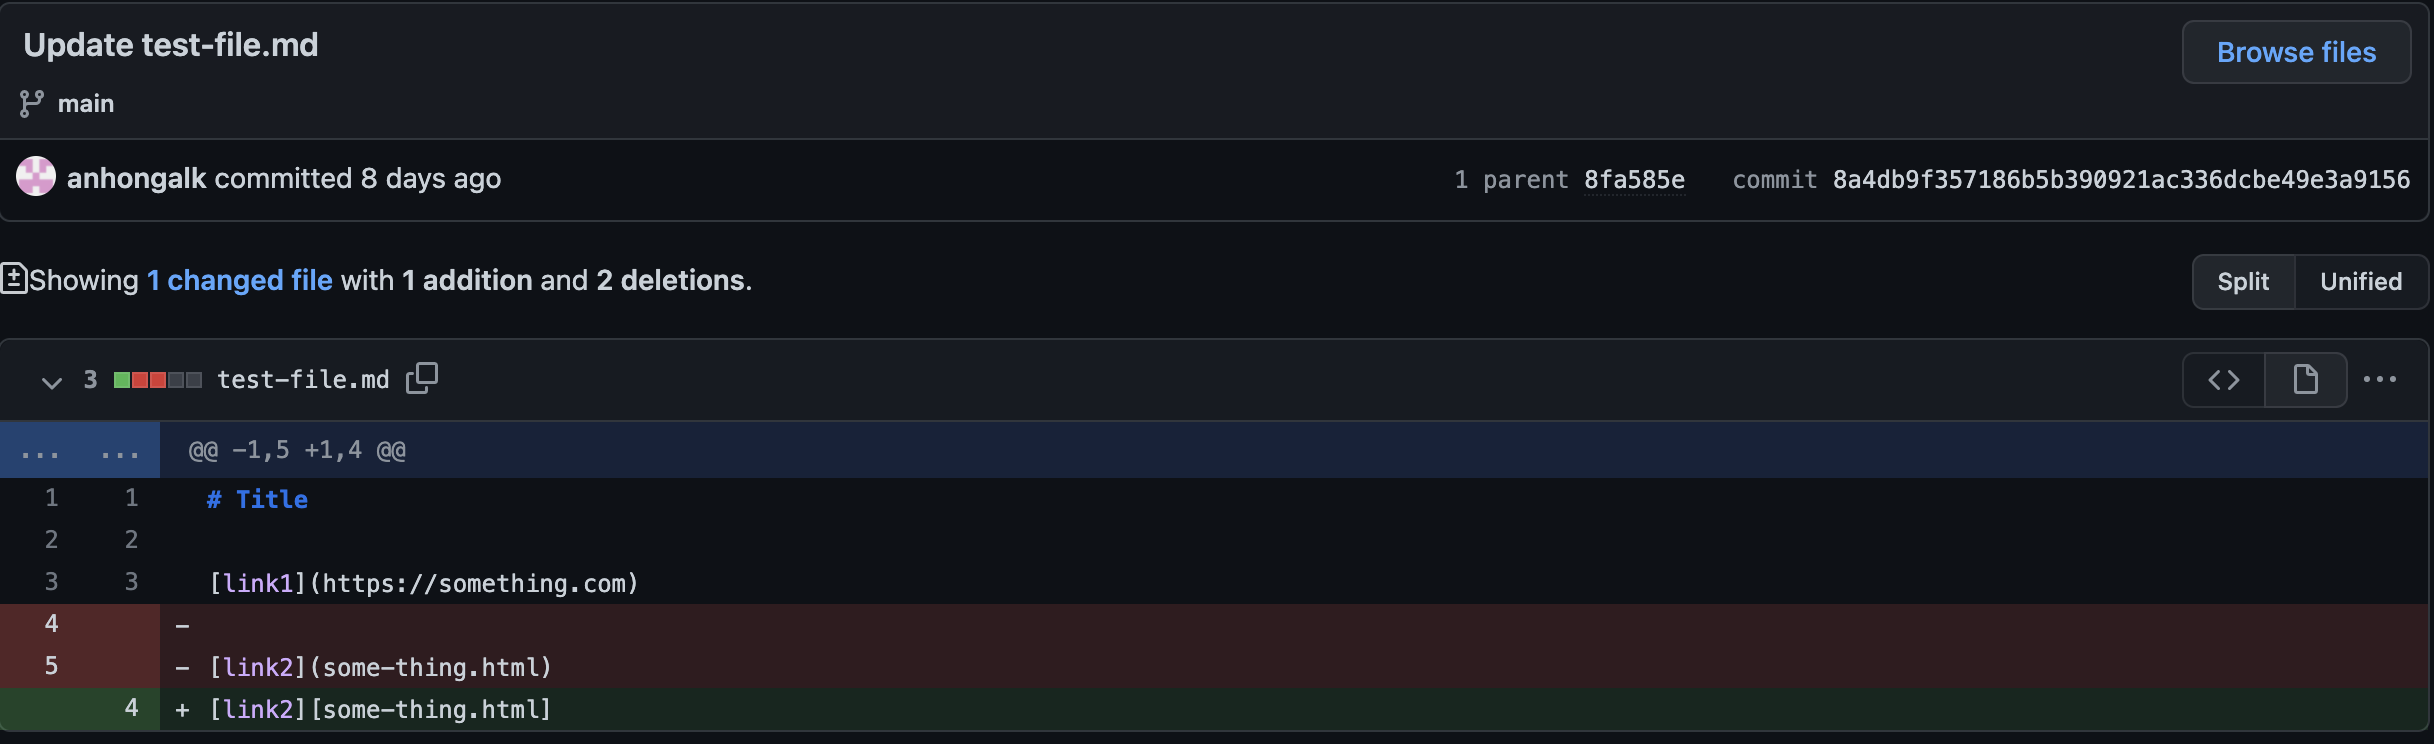 Update test-file.md
Browse files
main
anhongalk committed 8 days ago
1 parent 8fa585e commit 8a4db9f357186b5b390921ac336dcbe49e3a9156
Showing 1 changed file with 1 addition and 2 deletions.
Split Unified
3 test-file.md
... ... @@ -1,5 +1,4 @@
1 1 # Title
2 2
3 3 [link1](https://something.com)
4 -
5 - [link2](some-thing.html)
4 + [link2][some-thing.html]